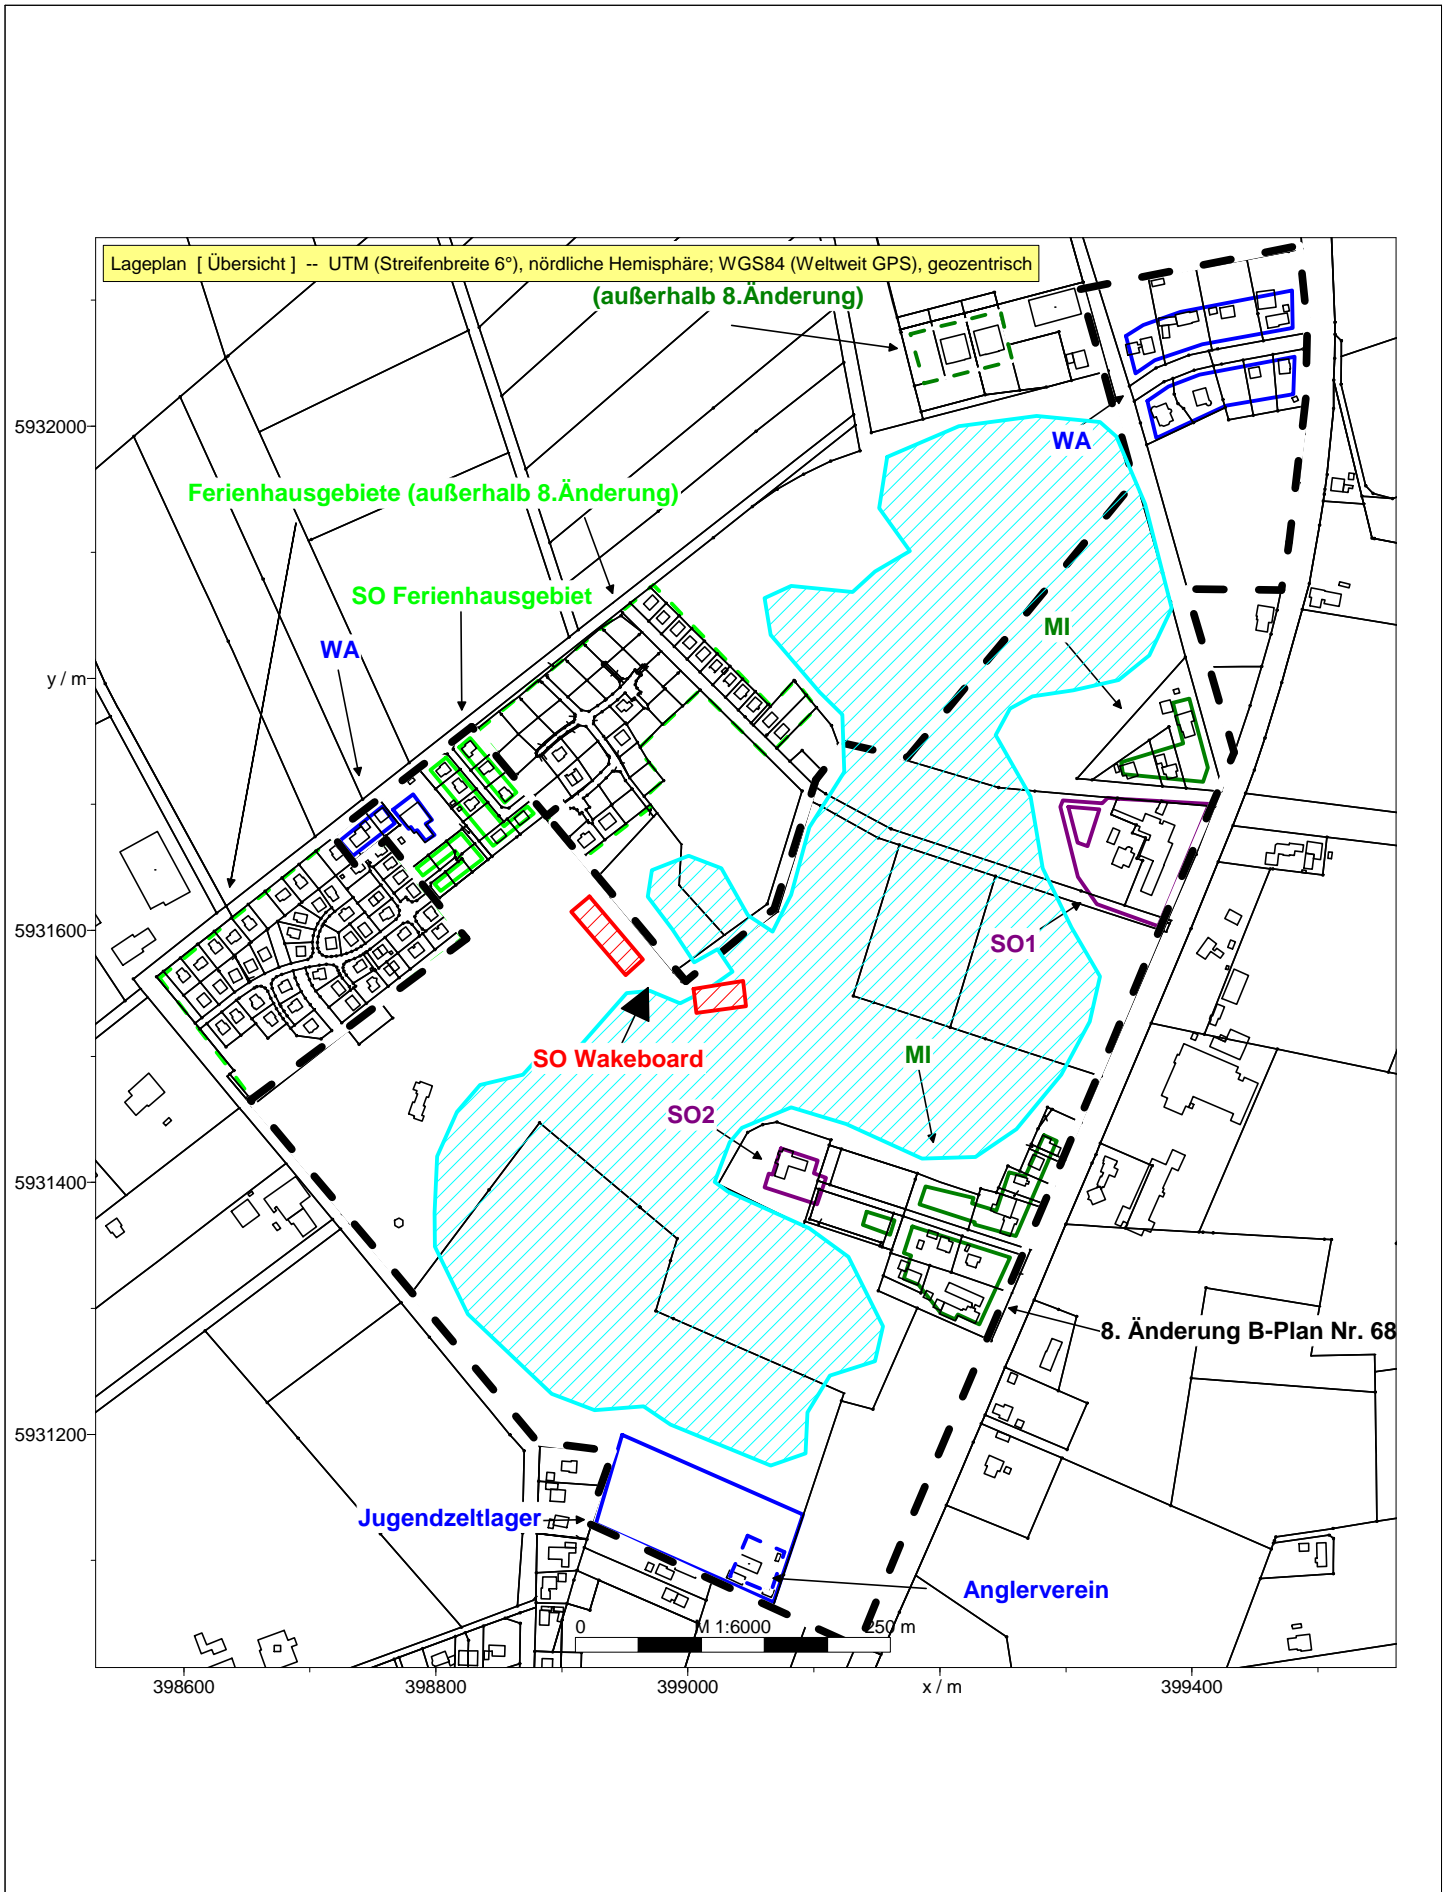 Lageplan [ Übersicht ] -- UTM (Streifenbreite 6°), nördliche Hemisphäre; WGS84 (Weltweit GPS), geozentrisch
(außerhalb 8.Änderung)
5932000
WA
Ferienhausgebiete (außerhalb 8.Änderung)
SO Ferienhausgebiet
MI
WA
y / m
5931600
SO1
SO Wakeboard
MI
SO2
5931400
8. Änderung B-Plan Nr. 68
5931200
Jugendzeltlager
Anglerverein
0 M 1:6000 250 m
398600 398800 399000 x / m 399400